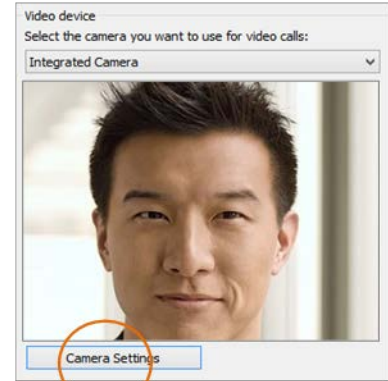 Video device
Select the camera you want to use for video calls:
Integrated Camera
Camera Settings